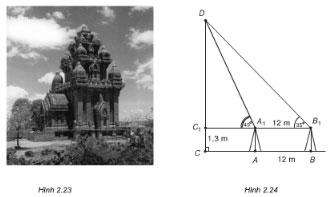 D
C₁
49°
A₁
12 m
35°
B₁
1,3 m
C
A
12 m
B
Hình 2.23
Hình 2.24